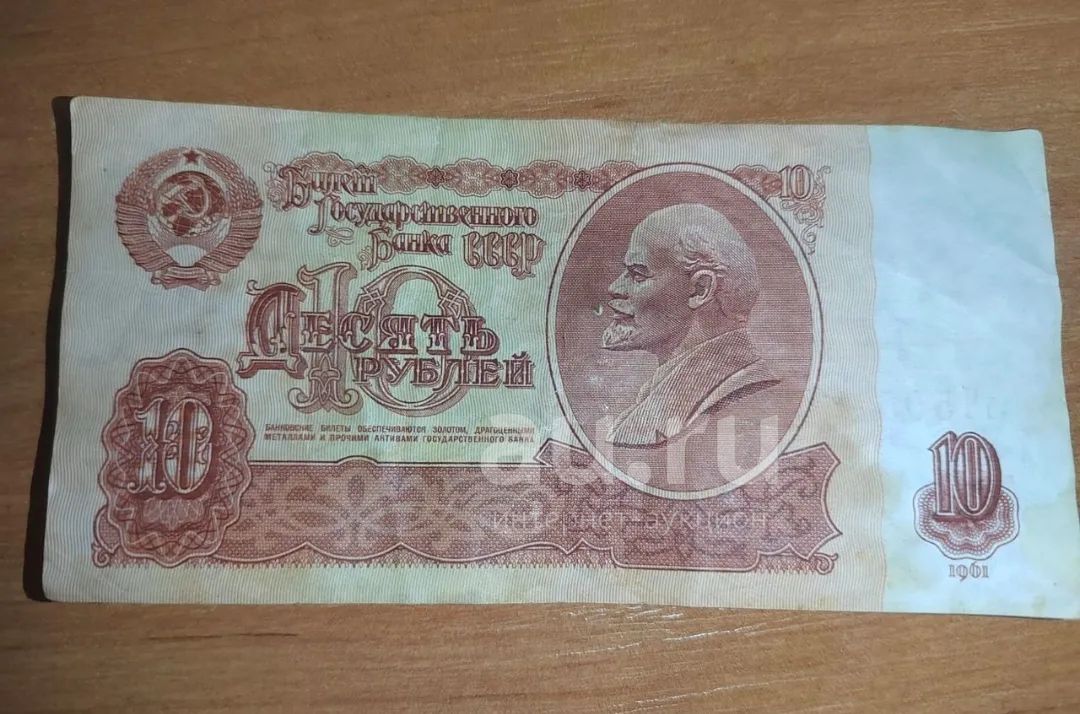 Билет
Государственного
Банка СССР
10
10
Десять
Рублей
БАНКОВСКИЕ БИЛЕТЫ ОБЕСПЕЧИВАЮТСЯ ЗОЛОТОМ, ДРАГОЦЕННЫМИ
МЕТАЛЛАМИ И ПРОЧИМИ АКТИВАМИ ГОСУДАРСТВЕННОГО БАНКА
10
10
1961
au.ru
интернет-аукцион